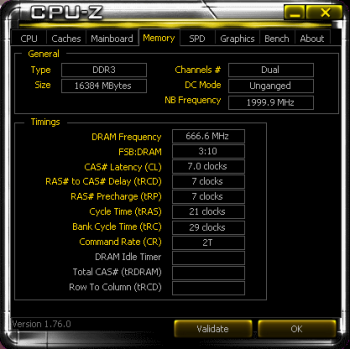 CPU-Z
CPU Caches Mainboard Memory SPD Graphics Bench About
General
Type DDR3 Channels # Dual
Size 16384 MBytes DC Mode Unganged
NB Frequency 1999.9 MHz
Timings
DRAM Frequency 666.6 MHz
FSB:DRAM 3:10
CAS# Latency (CL) 7.0 clocks
RAS# to CAS# Delay (tRCD) 7 clocks
RAS# Precharge (tRP) 7 clocks
Cycle Time (tRAS) 21 clocks
Bank Cycle Time (tRC) 29 clocks
Command Rate (CR) 2T
DRAM Idle Timer
Total CAS# (tRDRAM)
Row To Column (tRCD)
Version 1.76.0 Validate OK